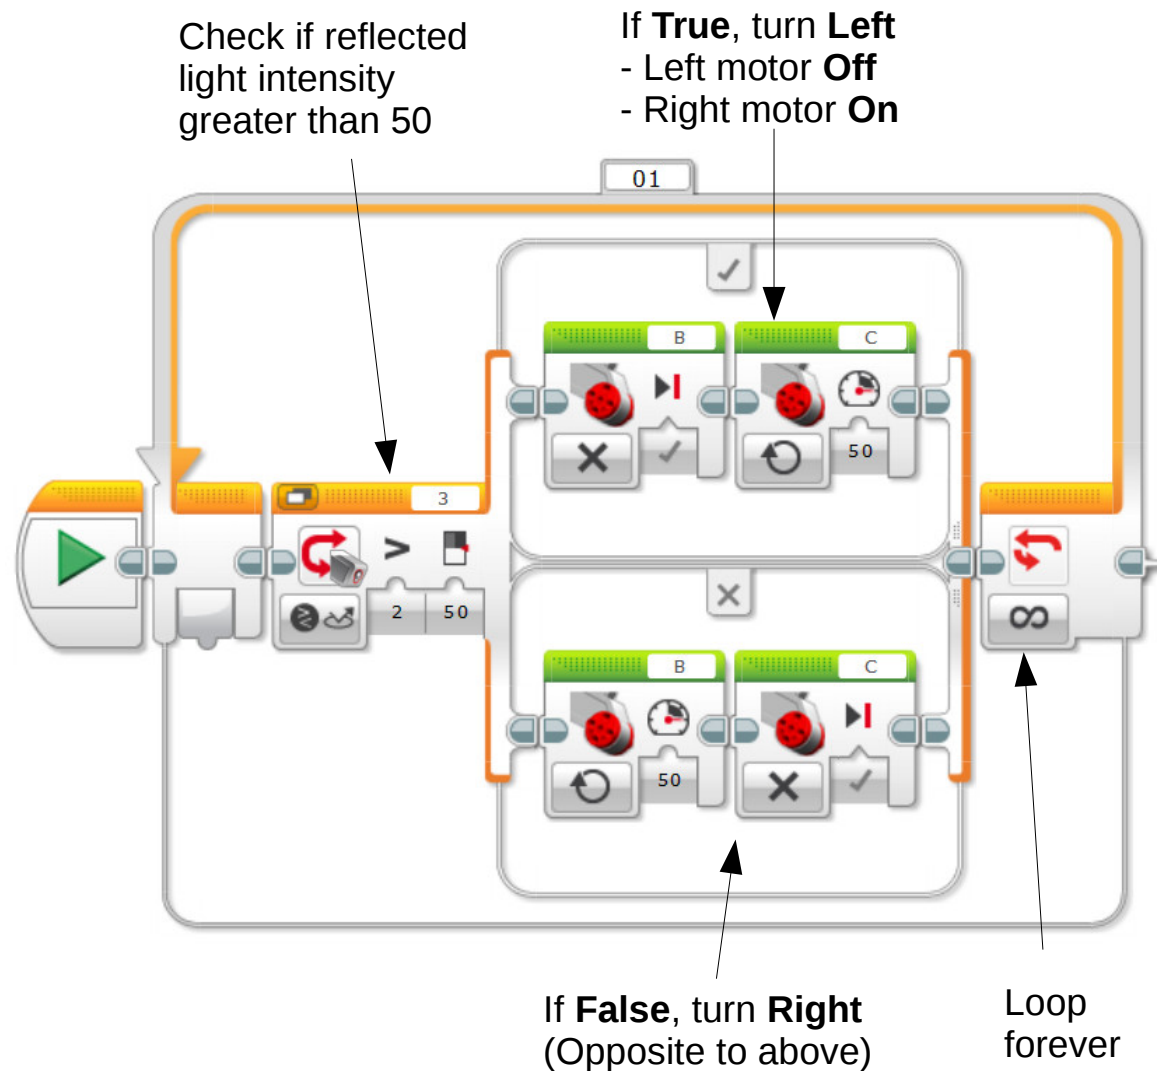 Check if reflected
light intensity
greater than 50
If True, turn Left
- Left motor Off
- Right motor On
01
B
C
50
3
2
50
B
C
50
If False, turn Right
(Opposite to above)
Loop
forever